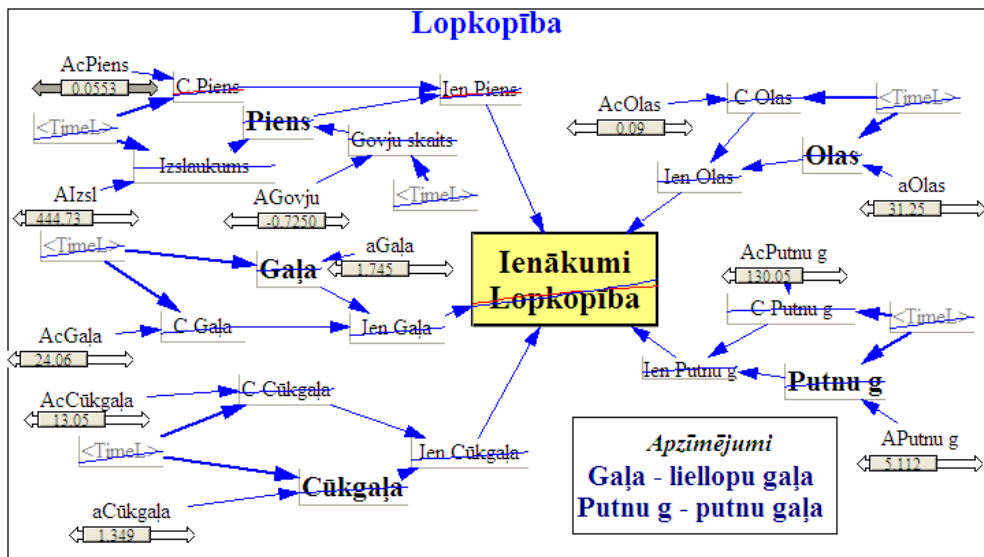 Lopkopība
AcPiens
0.0553
C Piens
Ien Piens
<TimeL>
Piens
Govju skaits
Izslaukums
<TimeL>
AIzsl
444.73
AGovju
-0.7250
AcOlas
0.09
C Olas
<TimeL>
Olas
Ien Olas
aOlas
31.25
<TimeL>
aGaļa
1.745
Gaļa
C Gaļa
Ien Gaļa
AcGaļa
24.06
Ienākumi
Lopkopība
AcPutnu g
130.05
C Putnu g
<TimeL>
Ien Putnu g
Putnu g
APutnu g
5.112
AcCūkgaļa
13.05
C Cūkgaļa
<TimeL>
Ien Cūkgaļa
Cūkgaļa
aCūkgaļa
1.349
Apzīmējumi
Gaļa - liellopu gaļa
Putnu g - putnu gaļa